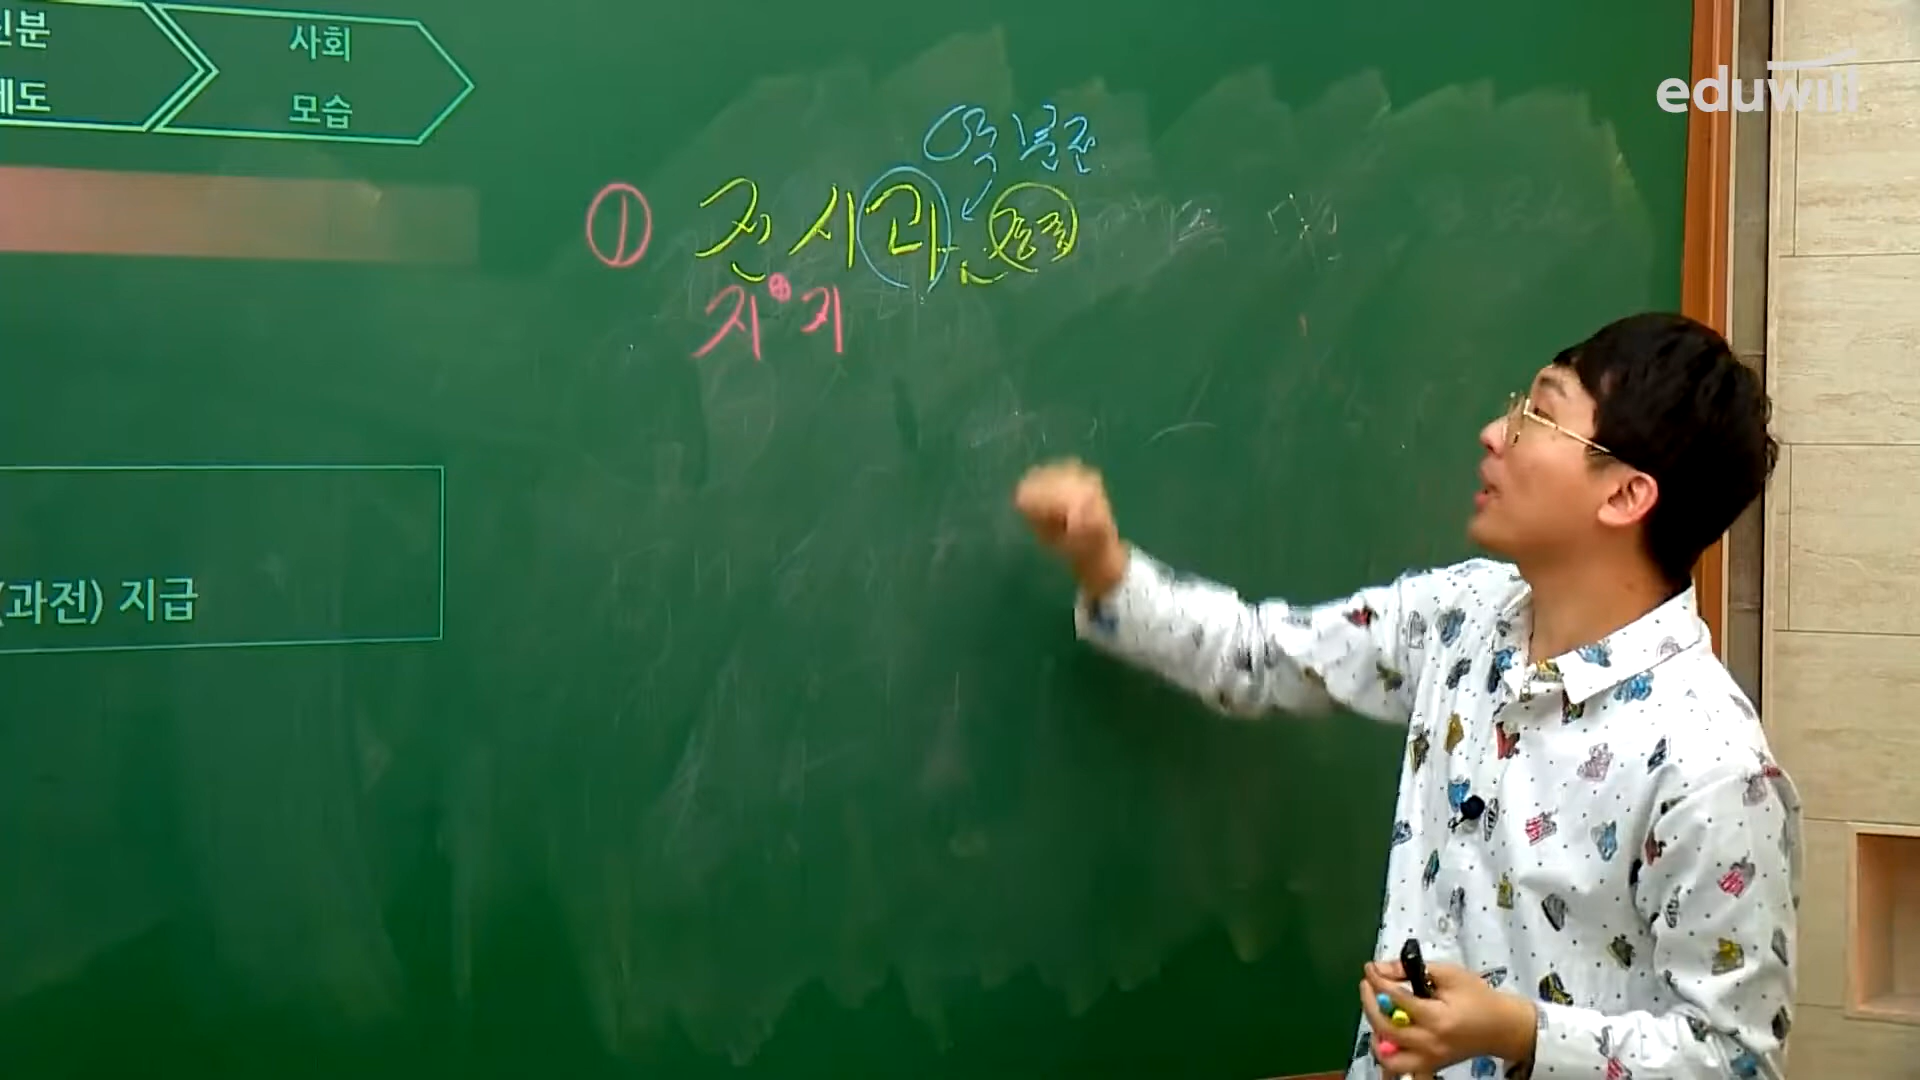 신분
제도
사회
모습
eduwill
역분전
① 전시과
지 지
(과전) 지급